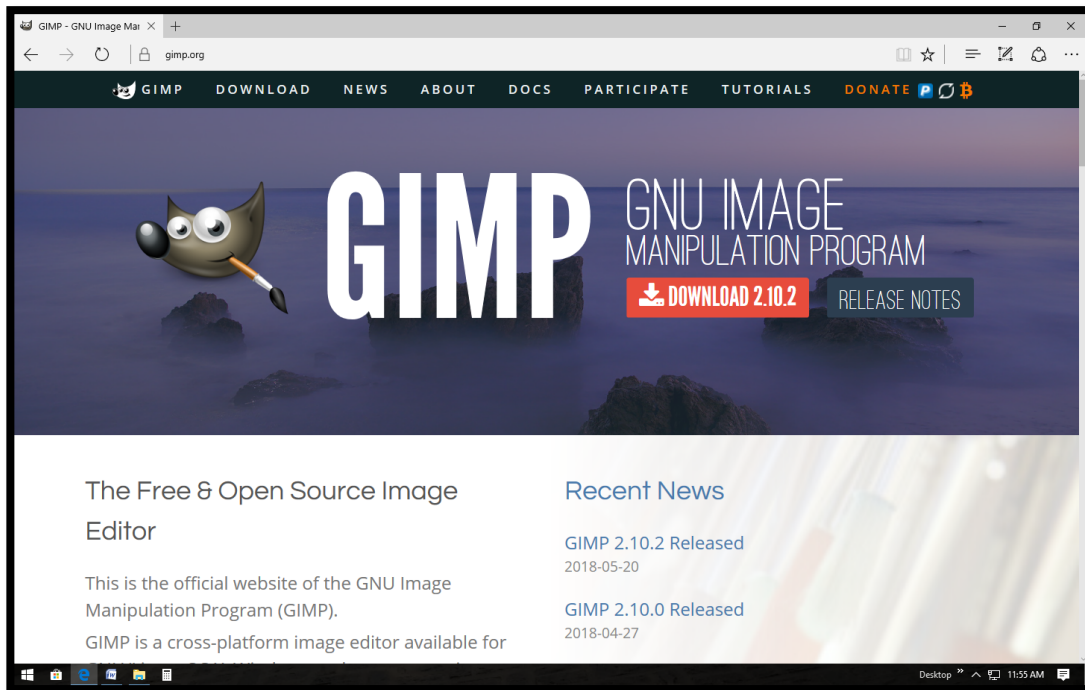 GIMP - GNU Image Mar
gimp.org
GIMP DOWNLOAD NEWS ABOUT DOCS PARTICIPATE TUTORIALS DONATE
GIMP
GNU IMAGE
MANIPULATION PROGRAM
DOWNLOAD 2.10.2
RELEASE NOTES
The Free & Open Source Image
Editor
This is the official website of the GNU Image
Manipulation Program (GIMP).
GIMP is a cross-platform image editor available for
Recent News
GIMP 2.10.2 Released
2018-05-20
GIMP 2.10.0 Released
2018-04-27
Desktop
11:55 AM